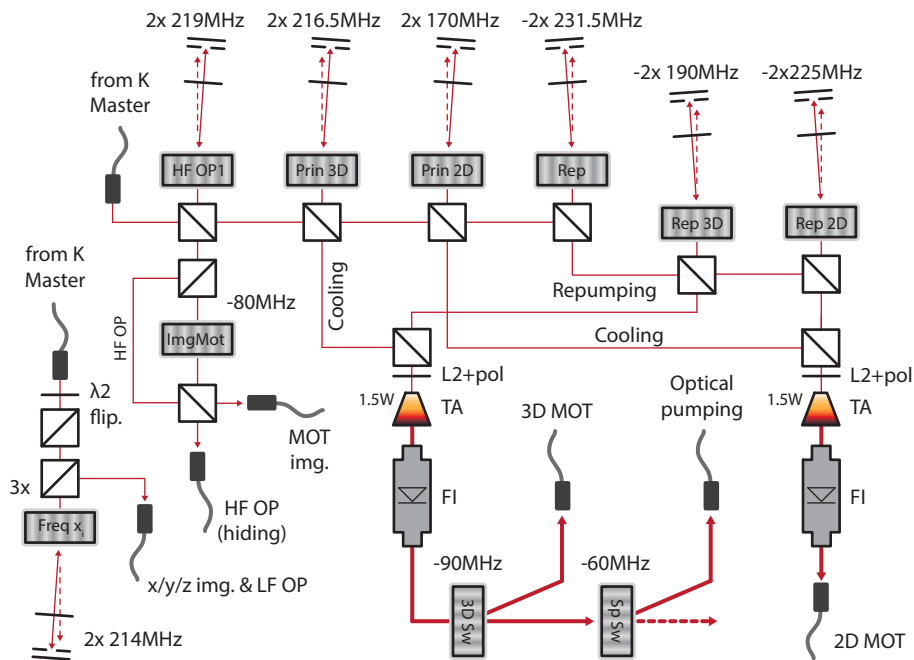 2x 219MHz
2x 216.5MHz
2x 170MHz
-2x 231.5MHz
-2x 190MHz
-2x225MHz
from K
Master
HF OP1
Prin 3D
Prin 2D
Rep
Rep 3D
Rep 2D
from K
Master
HF OP
-80MHz
ImgMot
Cooling
Repumping
Cooling
λ2
flip.
L2+pol
1.5W
TA
L2+pol
1.5W
TA
MOT
img.
3D MOT
Optical
pumping
3x
Freq xᵢ
HF OP
(hiding)
FI
FI
x/y/z img. & LF OP
-90MHz
3D Sw
-60MHz
Sp Sw
2x 214MHz
2D MOT